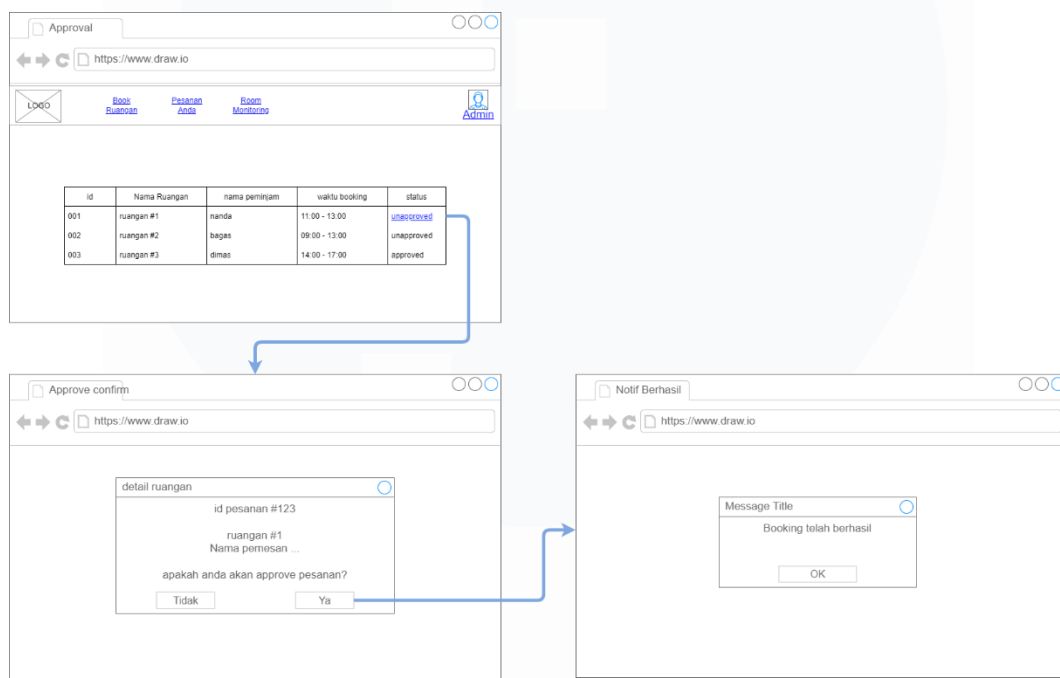 Approval
https://www.draw.io
LOGO
Book
Ruangan
Pesanan
Anda
Room
Monitoring
Admin
id Nama Ruangan nama peminjam waktu booking status
001 ruangan #1 nanda 11:00 - 13:00 unapproved
002 ruangan #2 bagas 09:00 - 13:00 unapproved
003 ruangan #3 dimas 14:00 - 17:00 approved
Approve confirm
https://www.draw.io
detail ruangan
id pesanan #123
ruangan #1
Nama pemesan ...
apakah anda akan approve pesanan?
Tidak Ya
Notif Berhasil
https://www.draw.io
Message Title
Booking telah berhasil
OK